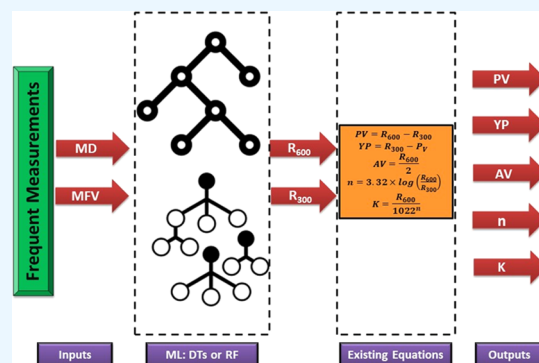 Frequent Measurements
MD
MFV
R600
R300
PV = R600 − R300
YP = R300 − PV
AV = R600/2
n = 3.32 × log (R600/R300)
K = R600/1022^n
PV
YP
AV
n
K
Inputs
ML: DTs or RF
Existing Equations
Outputs